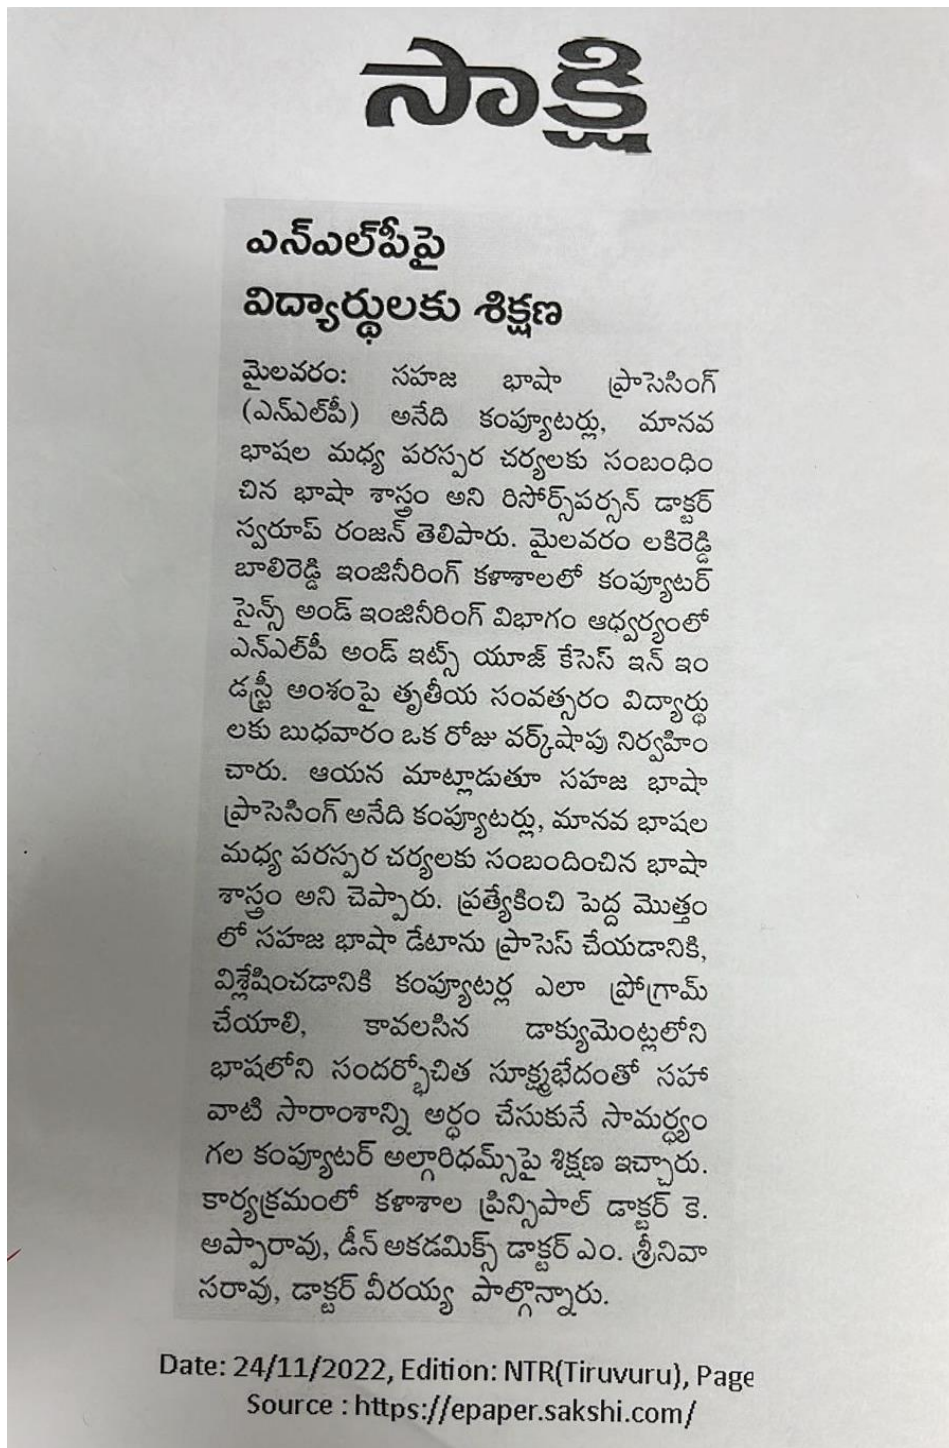 సాక్షి
ఎన్ఎల్‌పీపై
విద్యార్థులకు శిక్షణ
మైలవరం: సహజ భాషా ప్రాసెసింగ్
(ఎన్ఎల్‌పీ) అనేది కంప్యూటర్లు, మానవ
భాషల మధ్య పరస్పర చర్యలకు సంబంధిం
చిన భాషా శాస్త్రం అని రిసోర్స్‌పర్సన్ డాక్టర్
స్వరూప్ రంజన్ తెలిపారు. మైలవరం లకిరెడ్డి
బాలిరెడ్డి ఇంజినీరింగ్ కళాశాలలో కంప్యూటర్
సైన్స్ అండ్ ఇంజినీరింగ్ విభాగం ఆధ్వర్యంలో
ఎన్ఎల్‌పీ అండ్ ఇట్స్ యూజ్ కేసెస్ ఇన్ ఇం
డస్ట్రీ అంశంపై తృతీయ సంవత్సరం విద్యార్థు
లకు బుధవారం ఒక రోజు వర్క్‌షాపు నిర్వహిం
చారు. ఆయన మాట్లాడుతూ సహజ భాషా
ప్రాసెసింగ్ అనేది కంప్యూటర్లు, మానవ భాషల
మధ్య పరస్పర చర్యలకు సంబందించిన భాషా
శాస్త్రం అని చెప్పారు. ప్రత్యేకించి పెద్ద మొత్తం
లో సహజ భాషా డేటాను ప్రాసెస్ చేయడానికి,
విశ్లేషించడానికి కంప్యూటర్ల ఎలా ప్రోగ్రామ్
చేయాలి, కావలసిన డాక్యుమెంట్లలోని
భాషలోని సందర్భోచిత సూక్ష్మభేదంతో సహా
వాటి సారాంశాన్ని అర్ధం చేసుకునే సామర్ధ్యం
గల కంప్యూటర్ అల్గారిధమ్స్‌పై శిక్షణ ఇచ్చారు.
కార్యక్రమంలో కళాశాల ప్రిన్సిపాల్ డాక్టర్ కె.
అప్పారావు, డీన్ అకడమిక్స్ డాక్టర్ ఎం. శ్రీనివా
సరావు, డాక్టర్ వీరయ్య పాల్గొన్నారు.
Date: 24/11/2022, Edition: NTR(Tiruvuru), Page
Source : https://epaper.sakshi.com/